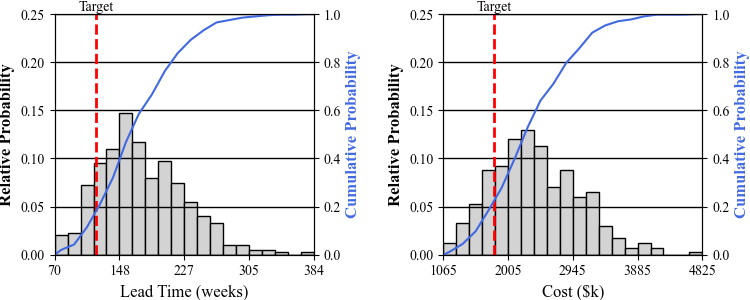 Target
Relative Probability
0.25
0.20
0.15
0.10
0.05
0.00
1.0
0.8
0.6
0.4
0.2
0.0
Cumulative Probability
70 148 227 305 384
Lead Time (weeks)
Target
Relative Probability
0.25
0.20
0.15
0.10
0.05
0.00
1.0
0.8
0.6
0.4
0.2
0.0
Cumulative Probability
1065 2005 2945 3885 4825
Cost ($k)